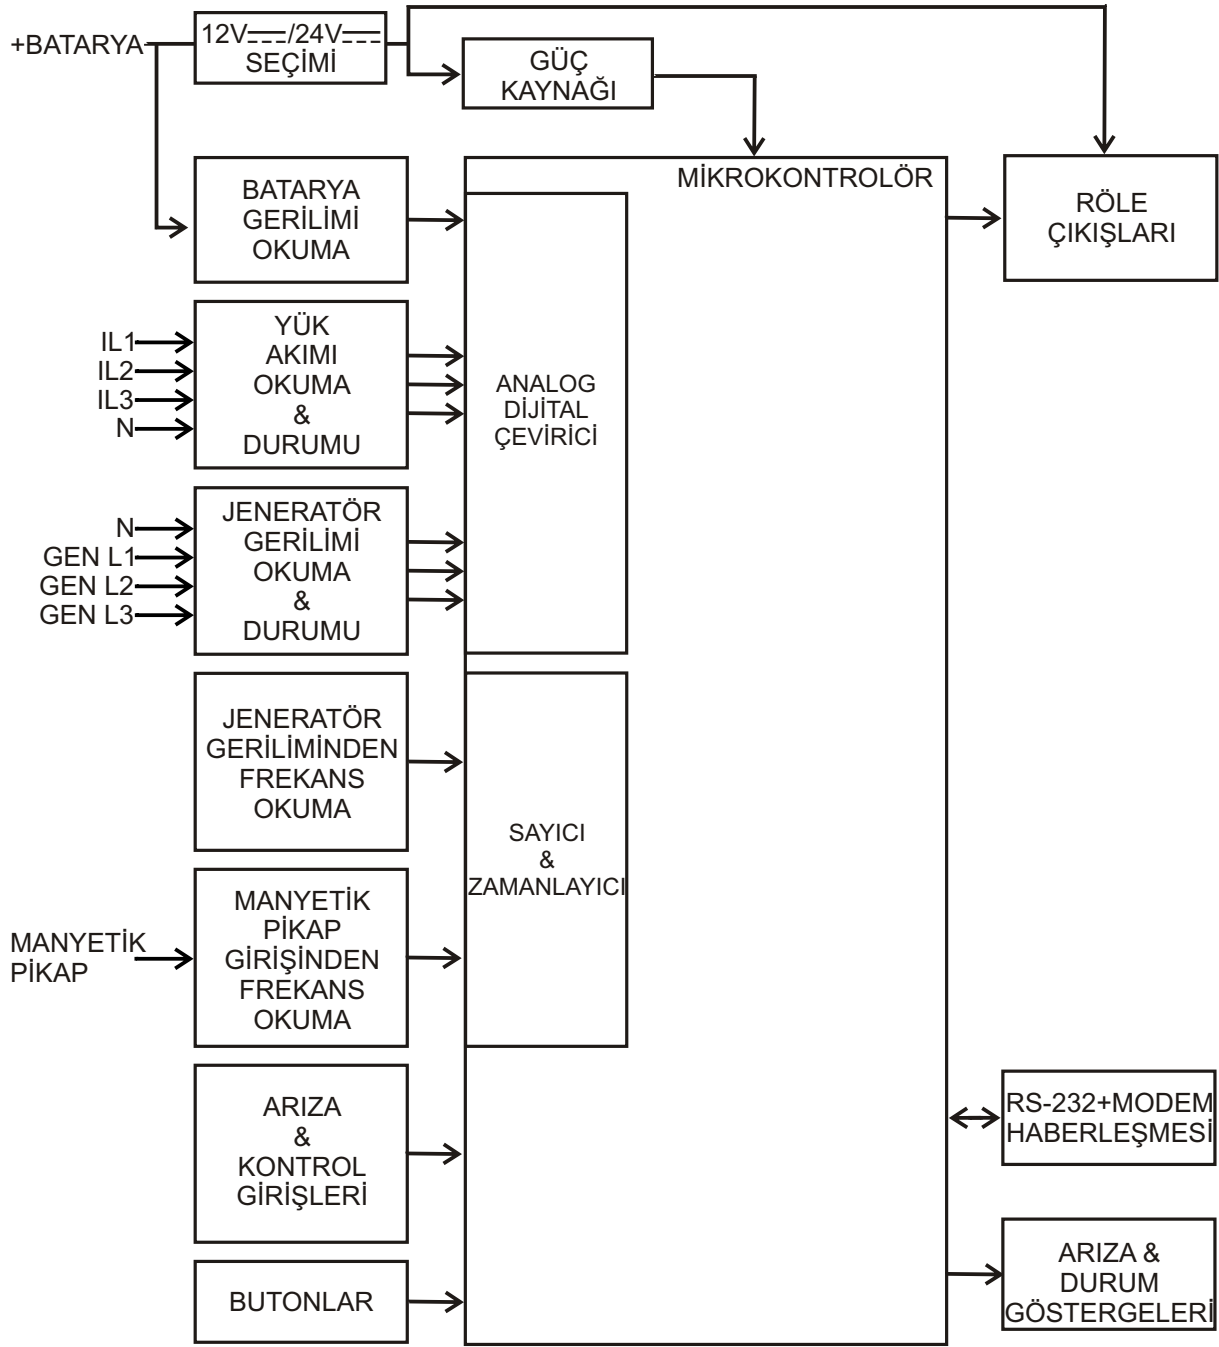 +BATARYA
12V⎓/24V⎓
SEÇİMİ
GÜÇ
KAYNAĞI
MİKROKONTROLÖR
RÖLE
ÇIKIŞLARI
BATARYA
GERİLİMİ
OKUMA
IL1
IL2
IL3
N
YÜK
AKIMI
OKUMA
&
DURUMU
ANALOG
DİJİTAL
ÇEVİRİCİ
N
GEN L1
GEN L2
GEN L3
JENERATÖR
GERİLİMİ
OKUMA
&
DURUMU
JENERATÖR
GERİLİMİNDEN
FREKANS
OKUMA
SAYICI
&
ZAMANLAYICI
MANYETİK
PİKAP
MANYETİK
PİKAP
GİRİŞİNDEN
FREKANS
OKUMA
ARIZA
&
KONTROL
GİRİŞLERİ
RS-232+MODEM
HABERLEŞMESİ
BUTONLAR
ARIZA &
DURUM
GÖSTERGELERİ